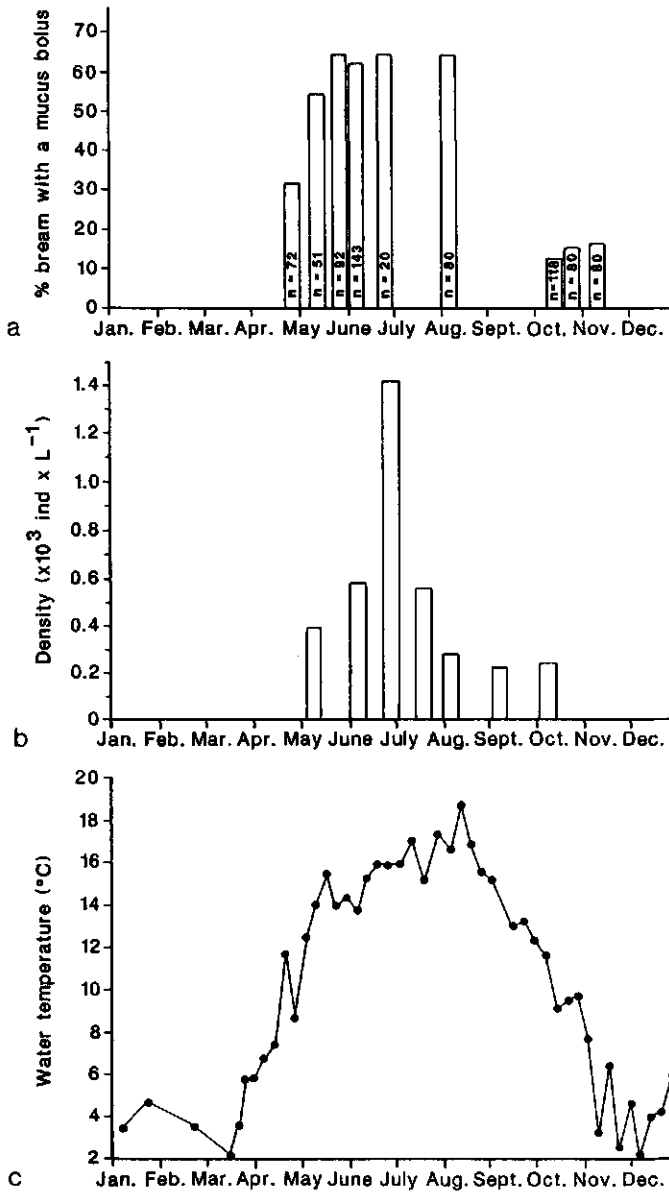 % bream with a mucus bolus
70
60
50
40
30
20
10
0
n = 72
n = 51
n = 92
n = 143
n = 20
n = 80
n=118
n = 80
n = 80
Jan. Feb. Mar. Apr. May June July Aug. Sept. Oct. Nov. Dec.
a
Density (x10³ ind x L⁻¹)
1.4
1.2
1.0
0.8
0.6
0.4
0.2
0
Jan. Feb. Mar. Apr. May June July Aug. Sept. Oct. Nov. Dec.
b
Water temperature (°C)
20
18
16
14
12
10
8
6
4
2
Jan. Feb. Mar. Apr. May June July Aug. Sept. Oct. Nov. Dec.
c